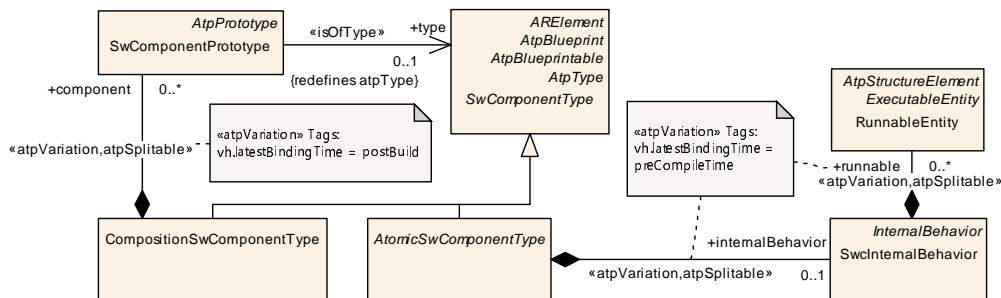 AtpPrototype
SwComponentPrototype
«isOfType»
+type
0..1
{redefines atpType}
ARElement
AtpBlueprint
AtpBlueprintable
AtpType
SwComponentType
+component
0..*
«atpVariation,atpSplitable»
«atpVariation» Tags:
vh.latestBindingTime = postBuild
«atpVariation» Tags:
vh.latestBindingTime =
preCompileTime
AtpStructureElement
ExecutableEntity
RunnableEntity
+runnable
0..*
«atpVariation,atpSplitable»
CompositionSwComponentType
AtomicSwComponentType
+internalBehavior
«atpVariation,atpSplitable»
0..1
InternalBehavior
SwcInternalBehavior